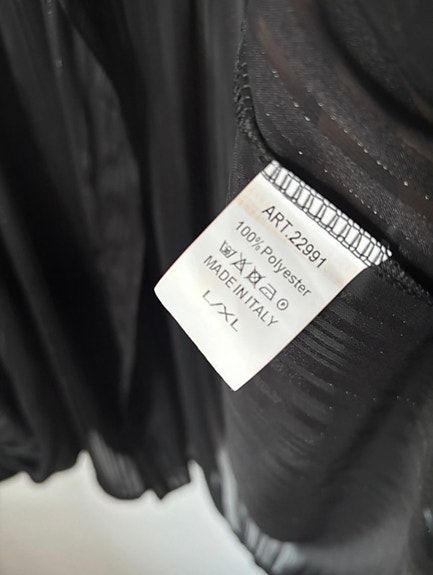 ART.22991
100%Polyester
MADE IN ITALY
L/XL